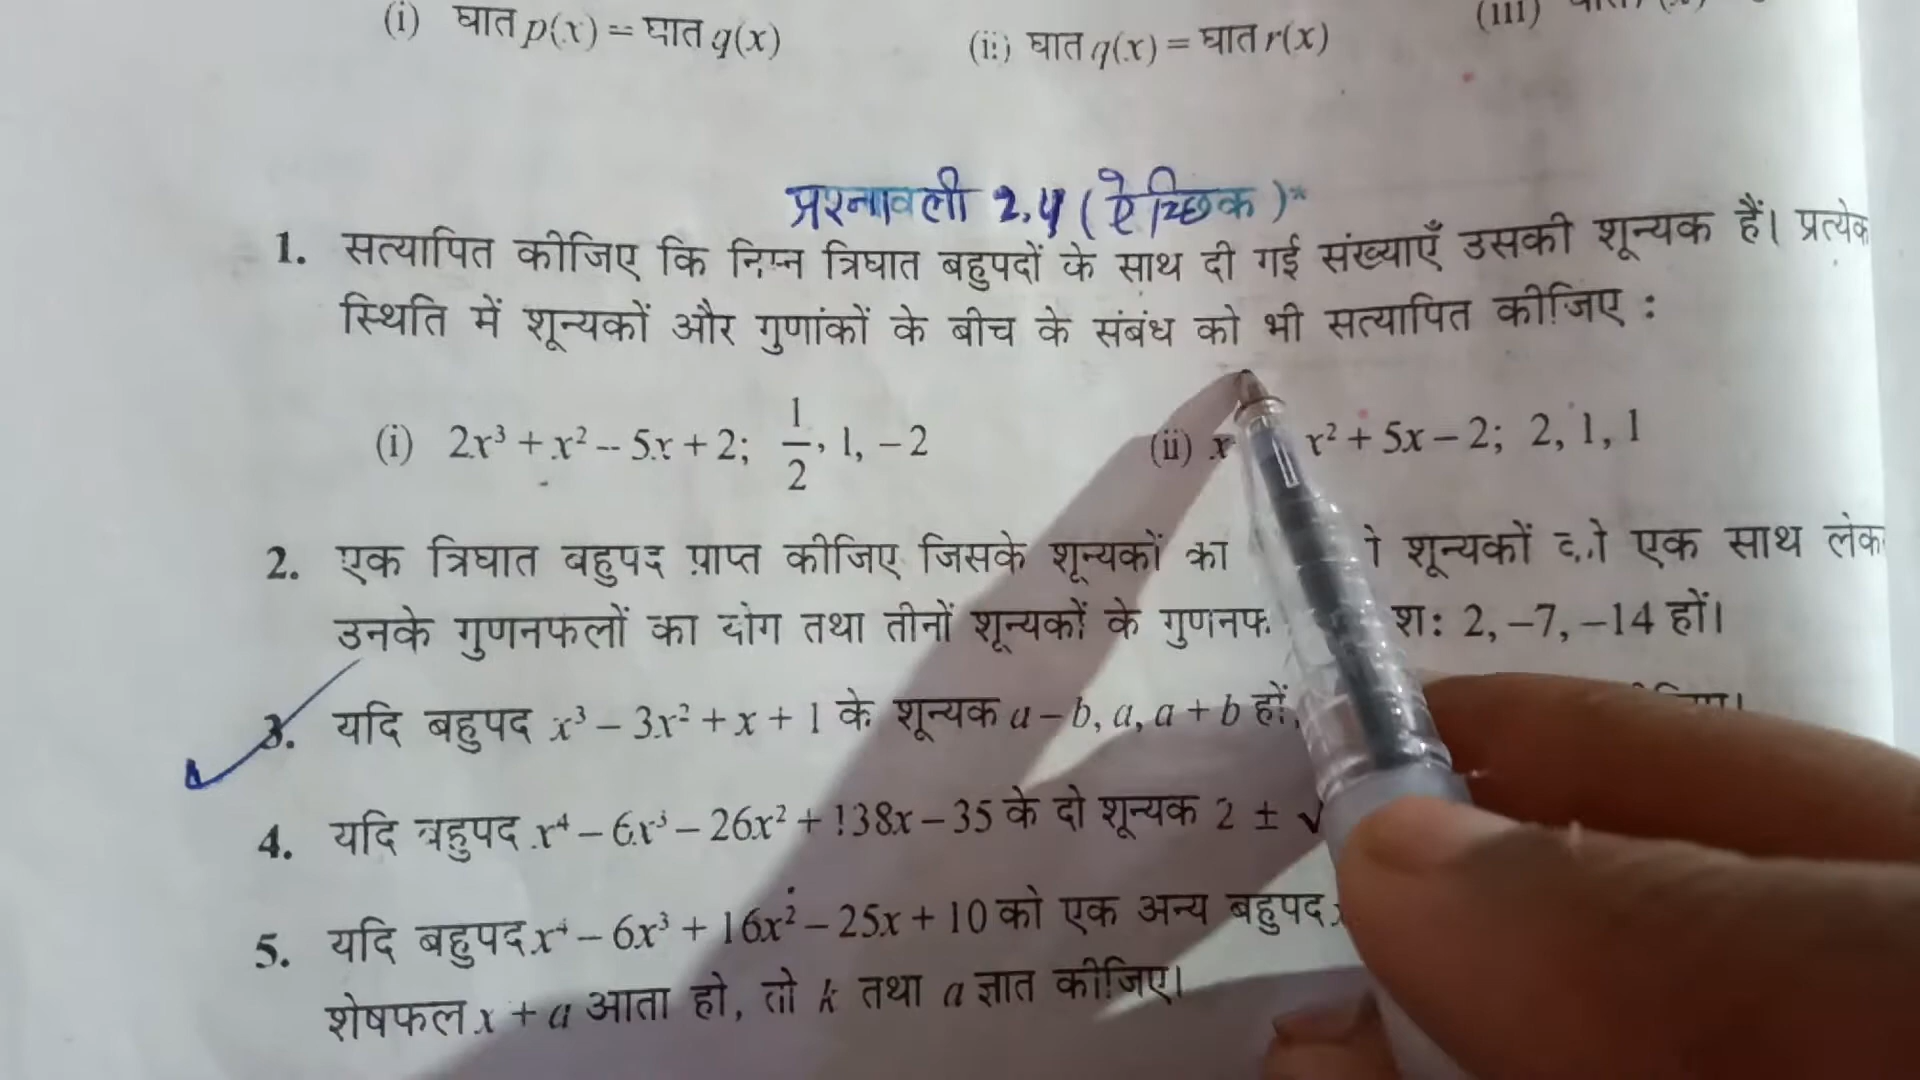 (i) घात p(x) = घात q(x)
(ii) घात q(x) = घात r(x)
(iii)
प्रश्नावली 2.4 (ऐच्छिक)*
1. सत्यापित कीजिए कि निम्न त्रिघात बहुपदों के साथ दी गई संख्याएँ उसकी शून्यक हैं। प्रत्येक
स्थिति में शून्यकों और गुणांकों के बीच के संबंध को भी सत्यापित कीजिए :
(i) 2x³ + x² – 5x + 2; 1/2, 1, –2
(ii) x x² + 5x – 2; 2, 1, 1
2. एक त्रिघात बहुपद प्राप्त कीजिए जिसके शून्यकों का शून्यकों को एक साथ लेक
उनके गुणनफलों का योग तथा तीनों शून्यकों के गुणनफ शः 2, –7, –14 हों।
3. यदि बहुपद x³ – 3x² + x + 1 के शून्यक a – b, a, a + b हों,
4. यदि बहुपद x⁴ – 6x³ – 26x² + 138x – 35 के दो शून्यक 2 ± √
5. यदि बहुपद x⁴ – 6x³ + 16x² – 25x + 10 को एक अन्य बहुपद
शेषफल x + a आता हो, तो k तथा a ज्ञात कीजिए।